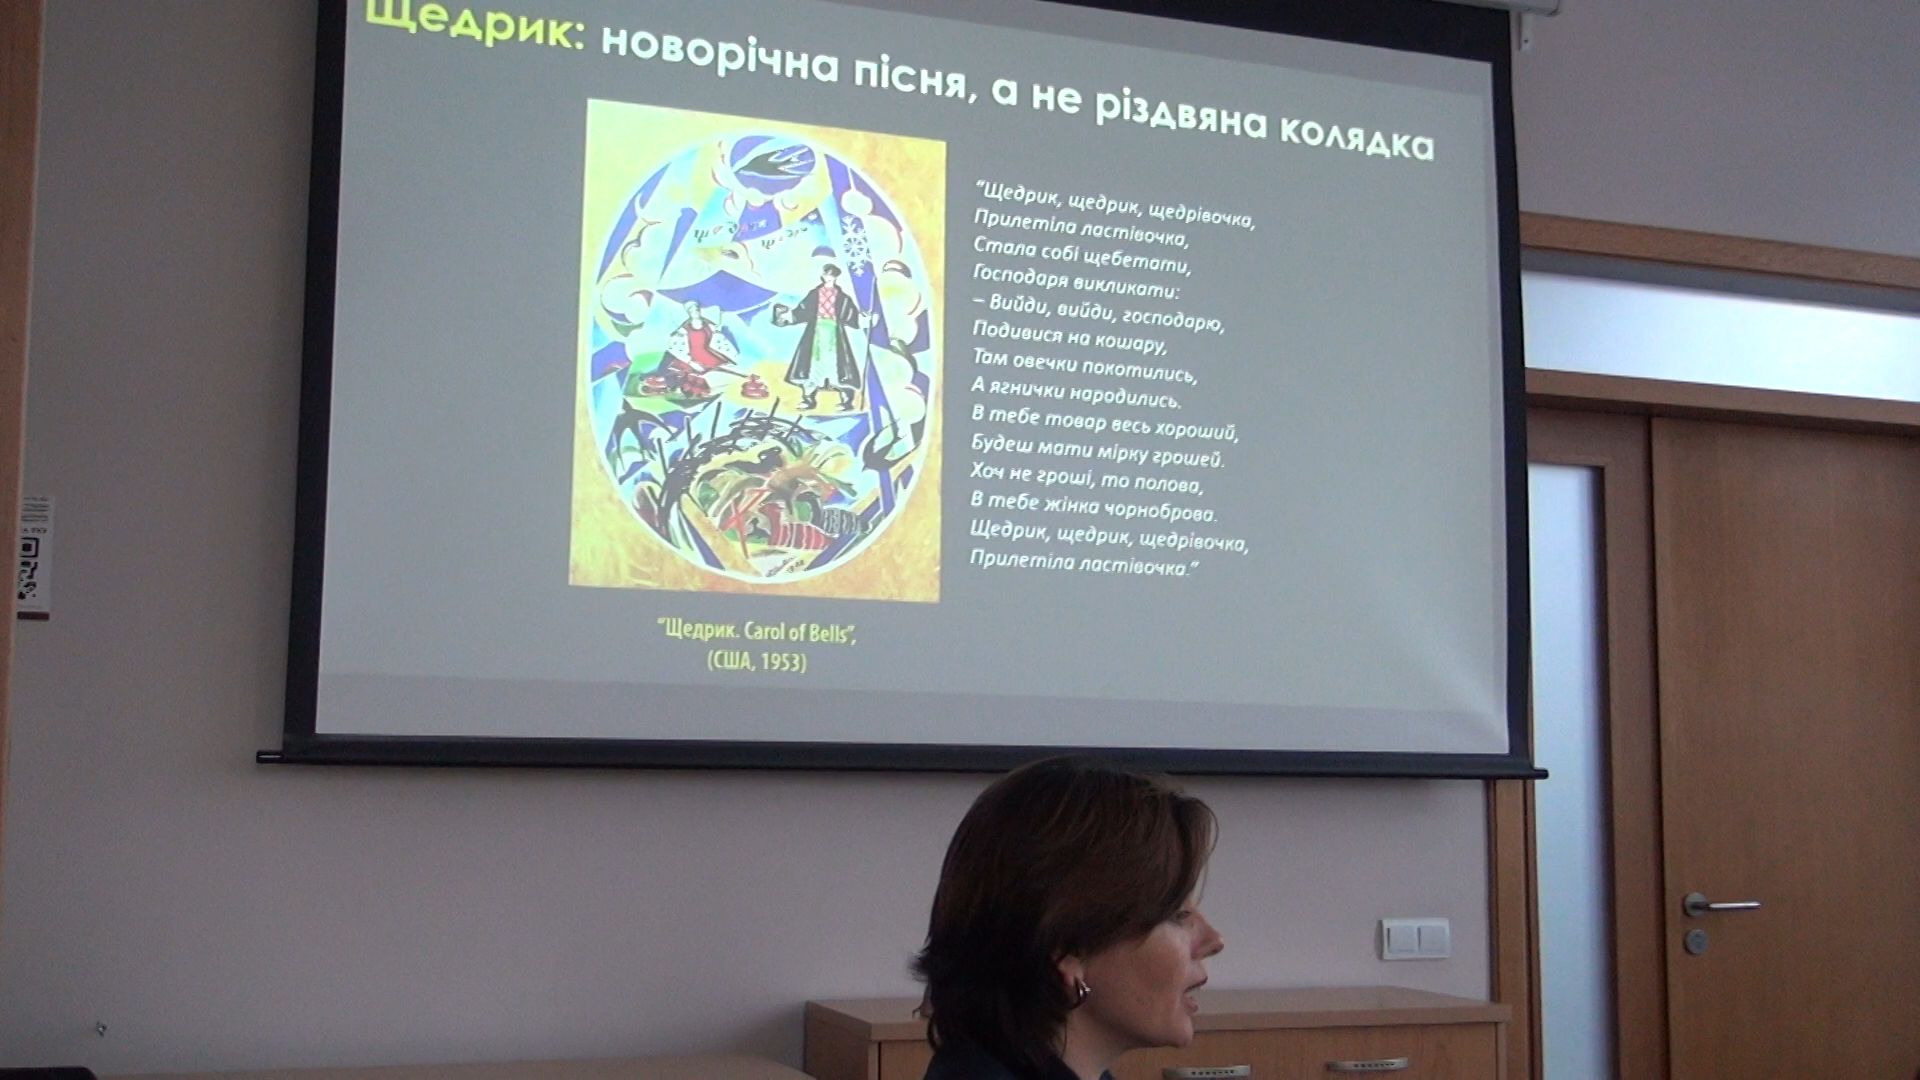 Щедрик: новорічна пісня, а не різдвяна колядка
“Щедрик, щедрик, щедрівочка,
Прилетіла ластівочка,
Стала собі щебетати,
Господаря викликати:
– Вийди, вийди, господарю,
Подивися на кошару,
Там овечки покотились,
А ягнички народились.
В тебе товар весь хороший,
Будеш мати мірку грошей.
Хоч не гроші, то полова,
В тебе жінка чорноброва.
Щедрик, щедрик, щедрівочка,
Прилетіла ластівочка.”
“Щедрик. Carol of Bells”,
(США, 1953)